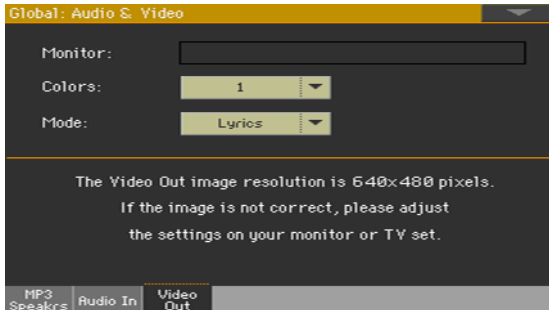 Global: Audio & Video
Monitor:
Colors: 1
Mode: Lyrics
The Video Out image resolution is 640x480 pixels.
If the image is not correct, please adjust
the settings on your monitor or TV set.
MP3 Speakrs
Audio In
Video Out